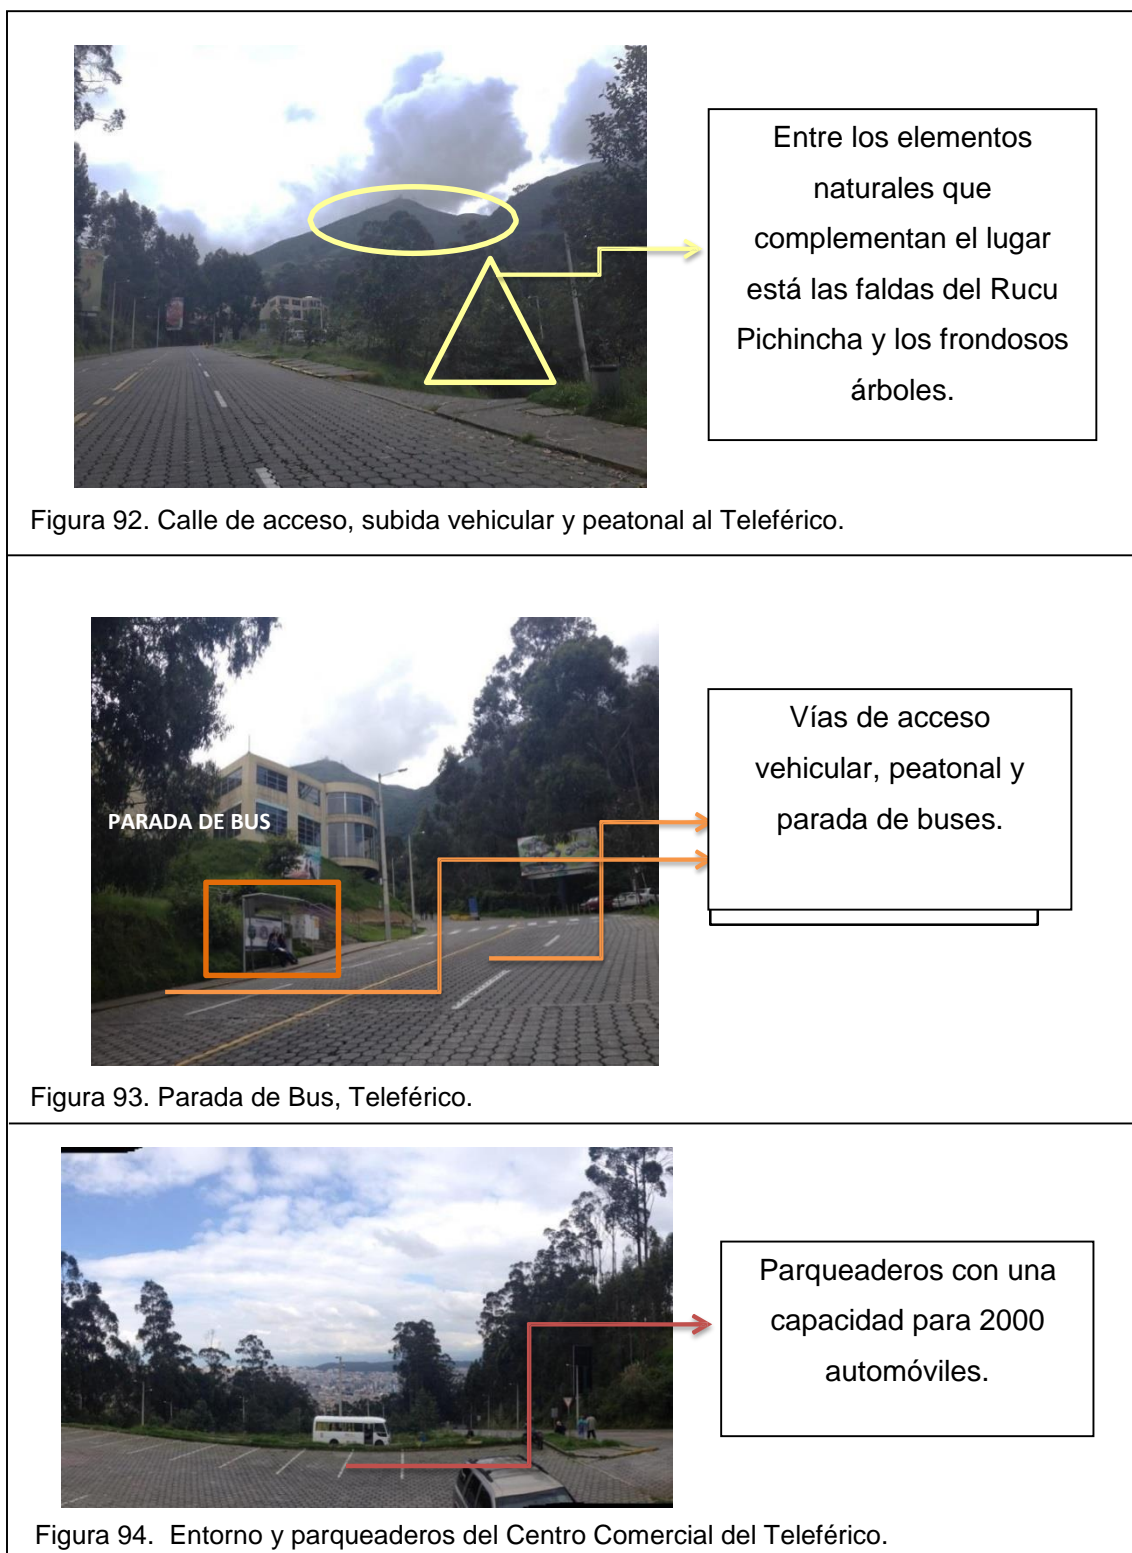 Entre los elementos
naturales que
complementan el lugar
está las faldas del Rucu
Pichincha y los frondosos
árboles.
Figura 92. Calle de acceso, subida vehicular y peatonal al Teleférico.
PARADA DE BUS
Vías de acceso
vehicular, peatonal y
parada de buses.
Figura 93. Parada de Bus, Teleférico.
Parqueaderos con una
capacidad para 2000
automóviles.
Figura 94. Entorno y parqueaderos del Centro Comercial del Teleférico.